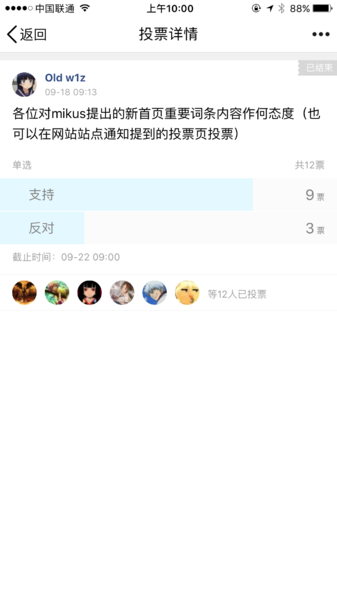 中国联通
上午10:00
88%
返回
投票详情
已结束
Old w1z
09-18 09:13
各位对mikus提出的新首页重要词条内容作何态度（也
可以在网站站点通知提到的投票页投票）
单选
共12票
支持
9 票
反对
3 票
截止时间：09-22 09:00
等12人已投票